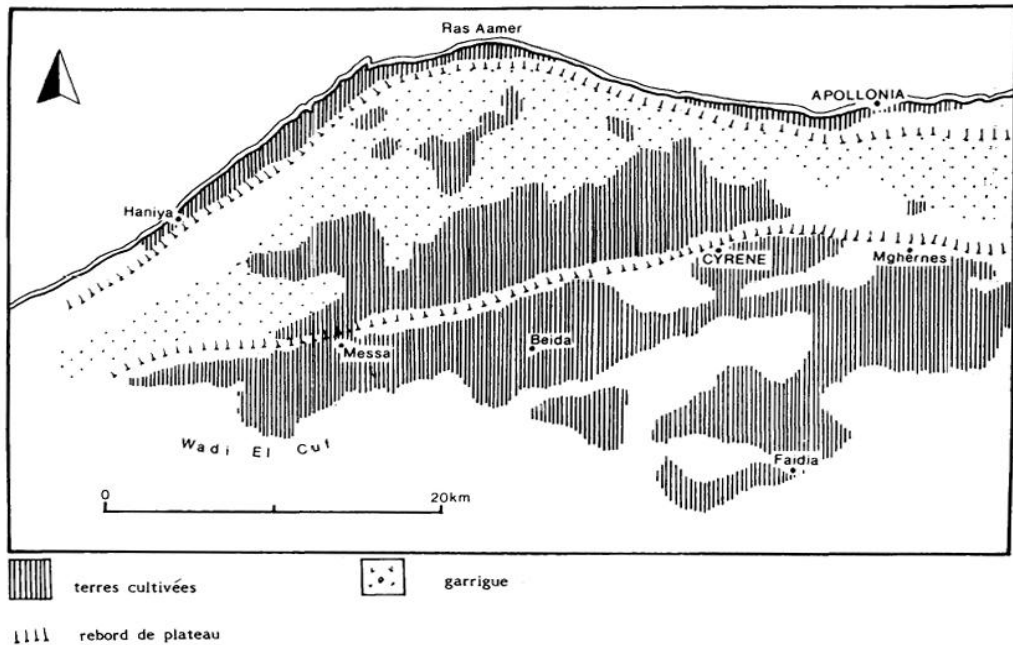 Ras Aamer
APOLLONIA
Haniya
CYRENE
Mghernes
Messa
Beida
Wadi El Cuf
Faidia
0 20km
terres cultivées
garrigue
rebord de plateau